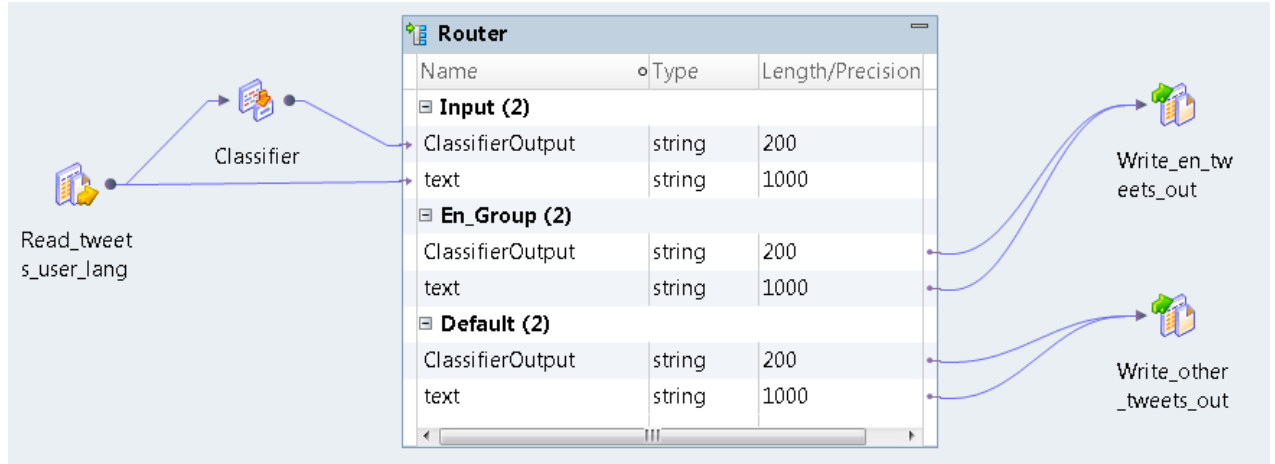 Router
Name Type Length/Precision
Input (2)
ClassifierOutput string 200
text string 1000
En_Group (2)
ClassifierOutput string 200
text string 1000
Default (2)
ClassifierOutput string 200
text string 1000
Classifier
Read_tweet
s_user_lang
Write_en_tw
eets_out
Write_other
_tweets_out